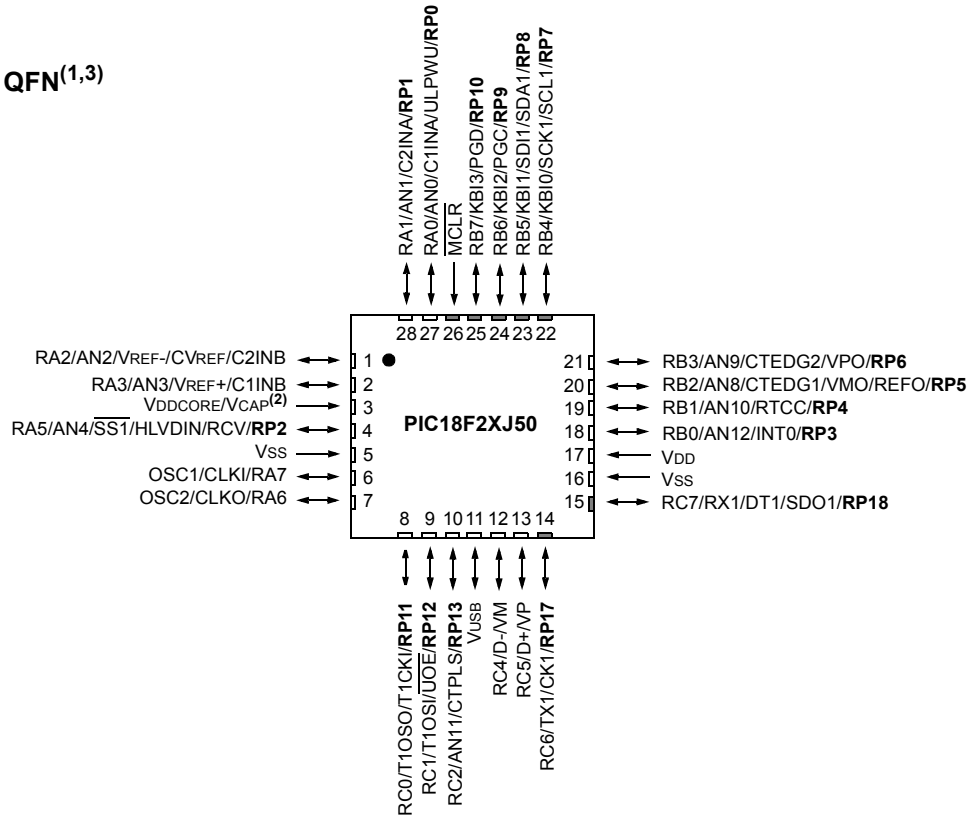 QFN(1,3)
RA1/AN1/C2INA/RP1
RA0/AN0/C1INA/ULPWU/RP0
MCLR
RB7/KBI3/PGD/RP10
RB6/KBI2/PGC/RP9
RB5/KBI1/SDI1/SDA1/RP8
RB4/KBI0/SCK1/SCL1/RP7
28 27 26 25 24 23 22
RA2/AN2/VREF-/CVREF/C2INB 1
RA3/AN3/VREF+/C1INB 2
VDDCORE/VCAP(2) 3
RA5/AN4/SS1/HLVDIN/RCV/RP2 4
VSS 5
OSC1/CLKI/RA7 6
OSC2/CLKO/RA6 7
PIC18F2XJ50
21 RB3/AN9/CTEDG2/VPO/RP6
20 RB2/AN8/CTEDG1/VMO/REFO/RP5
19 RB1/AN10/RTCC/RP4
18 RB0/AN12/INT0/RP3
17 VDD
16 VSS
15 RC7/RX1/DT1/SDO1/RP18
8 9 10 11 12 13 14
RC0/T1OSO/T1CKI/RP11
RC1/T1OSI/UOE/RP12
RC2/AN11/CTPLS/RP13
VUSB
RC4/D-/VM
RC5/D+/VP
RC6/TX1/CK1/RP17